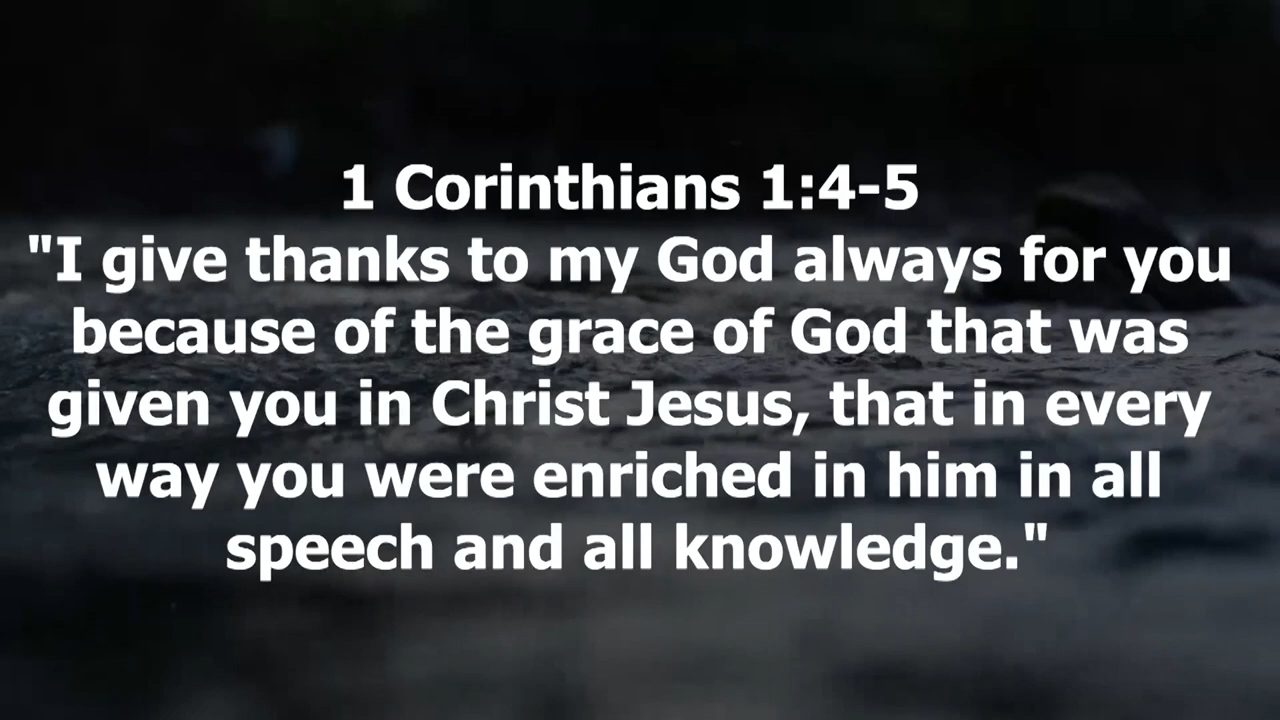 1 Corinthians 1:4-5
"I give thanks to my God always for you
because of the grace of God that was
given you in Christ Jesus, that in every
way you were enriched in him in all
speech and all knowledge."